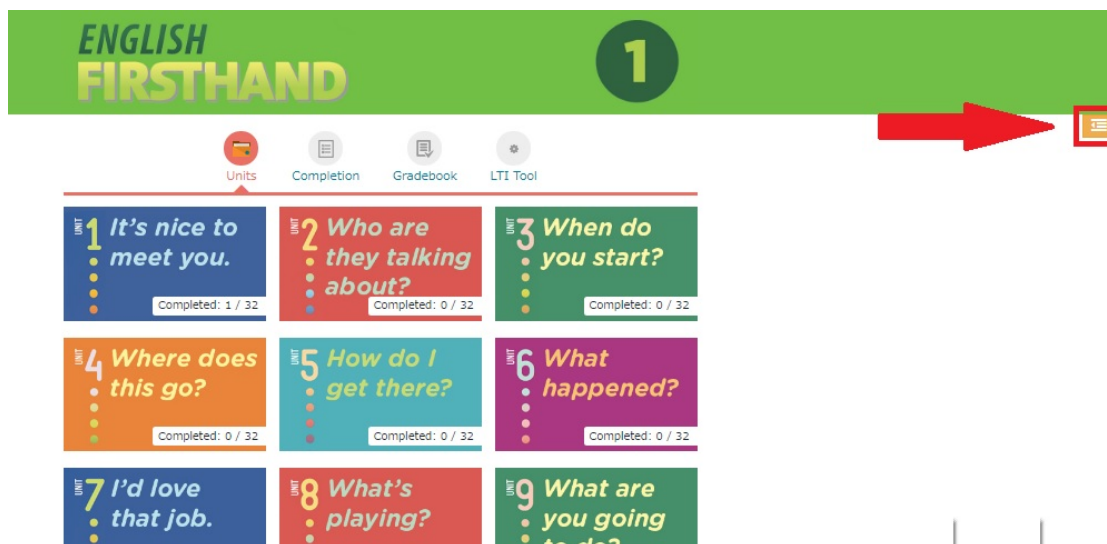 ENGLISH
FIRSTHAND
1
Units
Completion
Gradebook
LTI Tool
UNIT 1
It's nice to
meet you.
Completed: 1 / 32
UNIT 2
Who are
they talking
about?
Completed: 0 / 32
UNIT 3
When do
you start?
Completed: 0 / 32
UNIT 4
Where does
this go?
Completed: 0 / 32
UNIT 5
How do I
get there?
Completed: 0 / 32
UNIT 6
What
happened?
Completed: 0 / 32
UNIT 7
I'd love
that job.
UNIT 8
What's
playing?
UNIT 9
What are
you going
to do?